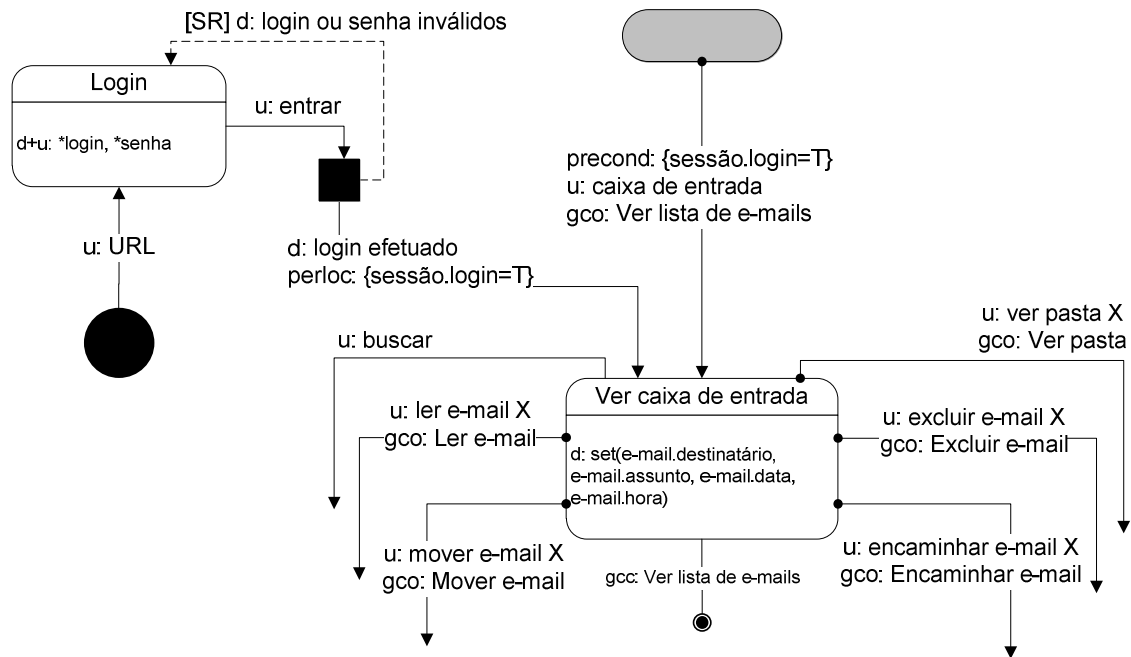 [SR] d: login ou senha inválidos
Login
d+u: *login, *senha
u: entrar
u: URL
d: login efetuado
perloc: {sessão.login=T}
precond: {sessão.login=T}
u: caixa de entrada
gco: Ver lista de e-mails
u: buscar
u: ver pasta X
gco: Ver pasta
Ver caixa de entrada
d: set(e-mail.destinatário,
e-mail.assunto, e-mail.data,
e-mail.hora)
u: ler e-mail X
gco: Ler e-mail
u: excluir e-mail X
gco: Excluir e-mail
u: mover e-mail X
gco: Mover e-mail
u: encaminhar e-mail X
gco: Encaminhar e-mail
gcc: Ver lista de e-mails